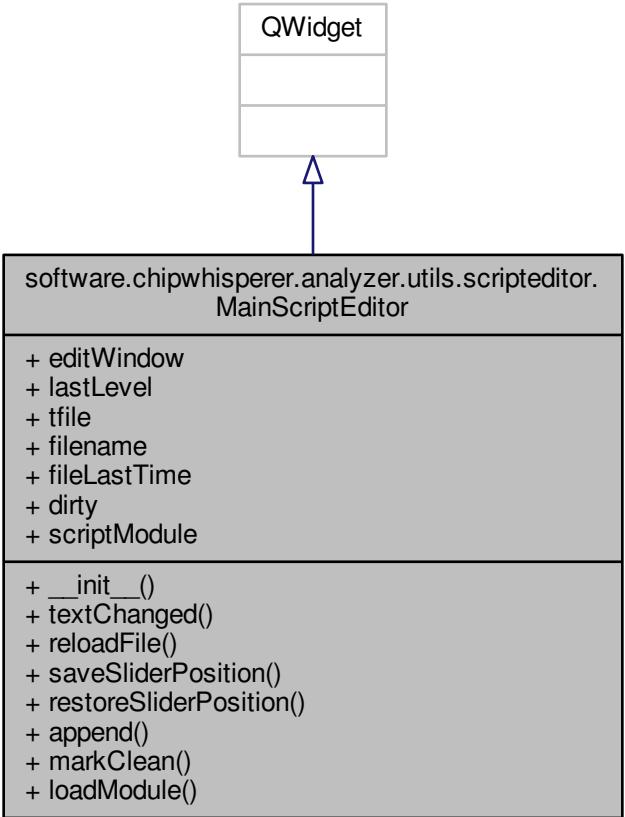 QWidget
software.chipwhisperer.analyzer.utils.scripteditor.
MainScriptEditor
+ editWindow
+ lastLevel
+ tfile
+ filename
+ fileLastTime
+ dirty
+ scriptModule
+ __init__()
+ textChanged()
+ reloadFile()
+ saveSliderPosition()
+ restoreSliderPosition()
+ append()
+ markClean()
+ loadModule()